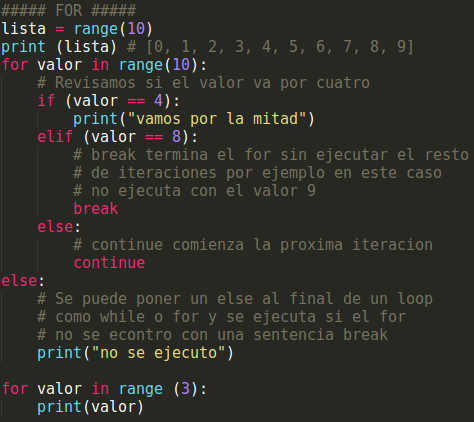 ##### FOR #####
lista = range(10)
print (lista) # [0, 1, 2, 3, 4, 5, 6, 7, 8, 9]
for valor in range(10):
    # Revisamos si el valor va por cuatro
    if (valor == 4):
        print("vamos por la mitad")
    elif (valor == 8):
        # break termina el for sin ejecutar el resto
        # de iteraciones por ejemplo en este caso
        # no ejecuta con el valor 9
        break
    else:
        # continue comienza la proxima iteracion
        continue
else:
    # Se puede poner un else al final de un loop
    # como while o for y se ejecuta si el for
    # no se econtro con una sentencia break
    print("no se ejecuto")

for valor in range (3):
    print(valor)